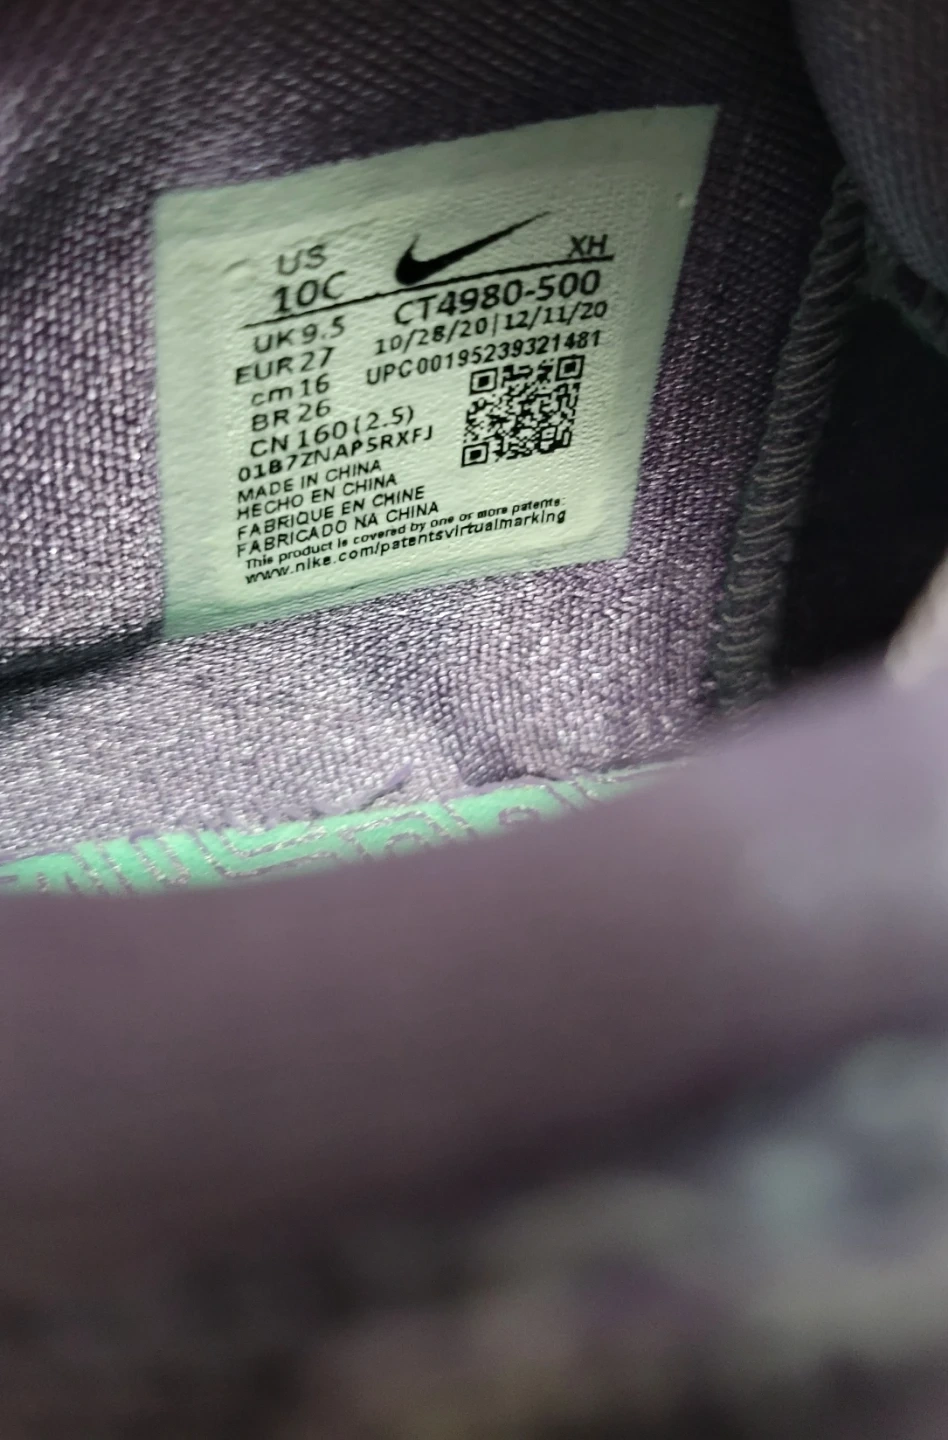 US
10C
XH
UK 9.5
EUR 27
cm 16
BR 26
CN 160 (2.5)
CT4980-500
10/28/20|12/11/20
UPC00195239321481
01B7ZNAP5RXFJ
MADE IN CHINA
HECHO EN CHINA
FABRIQUE EN CHINE
FABRICADO NA CHINA
This product is covered by one or more patents:
www.nike.com/patentsvirtualmarking